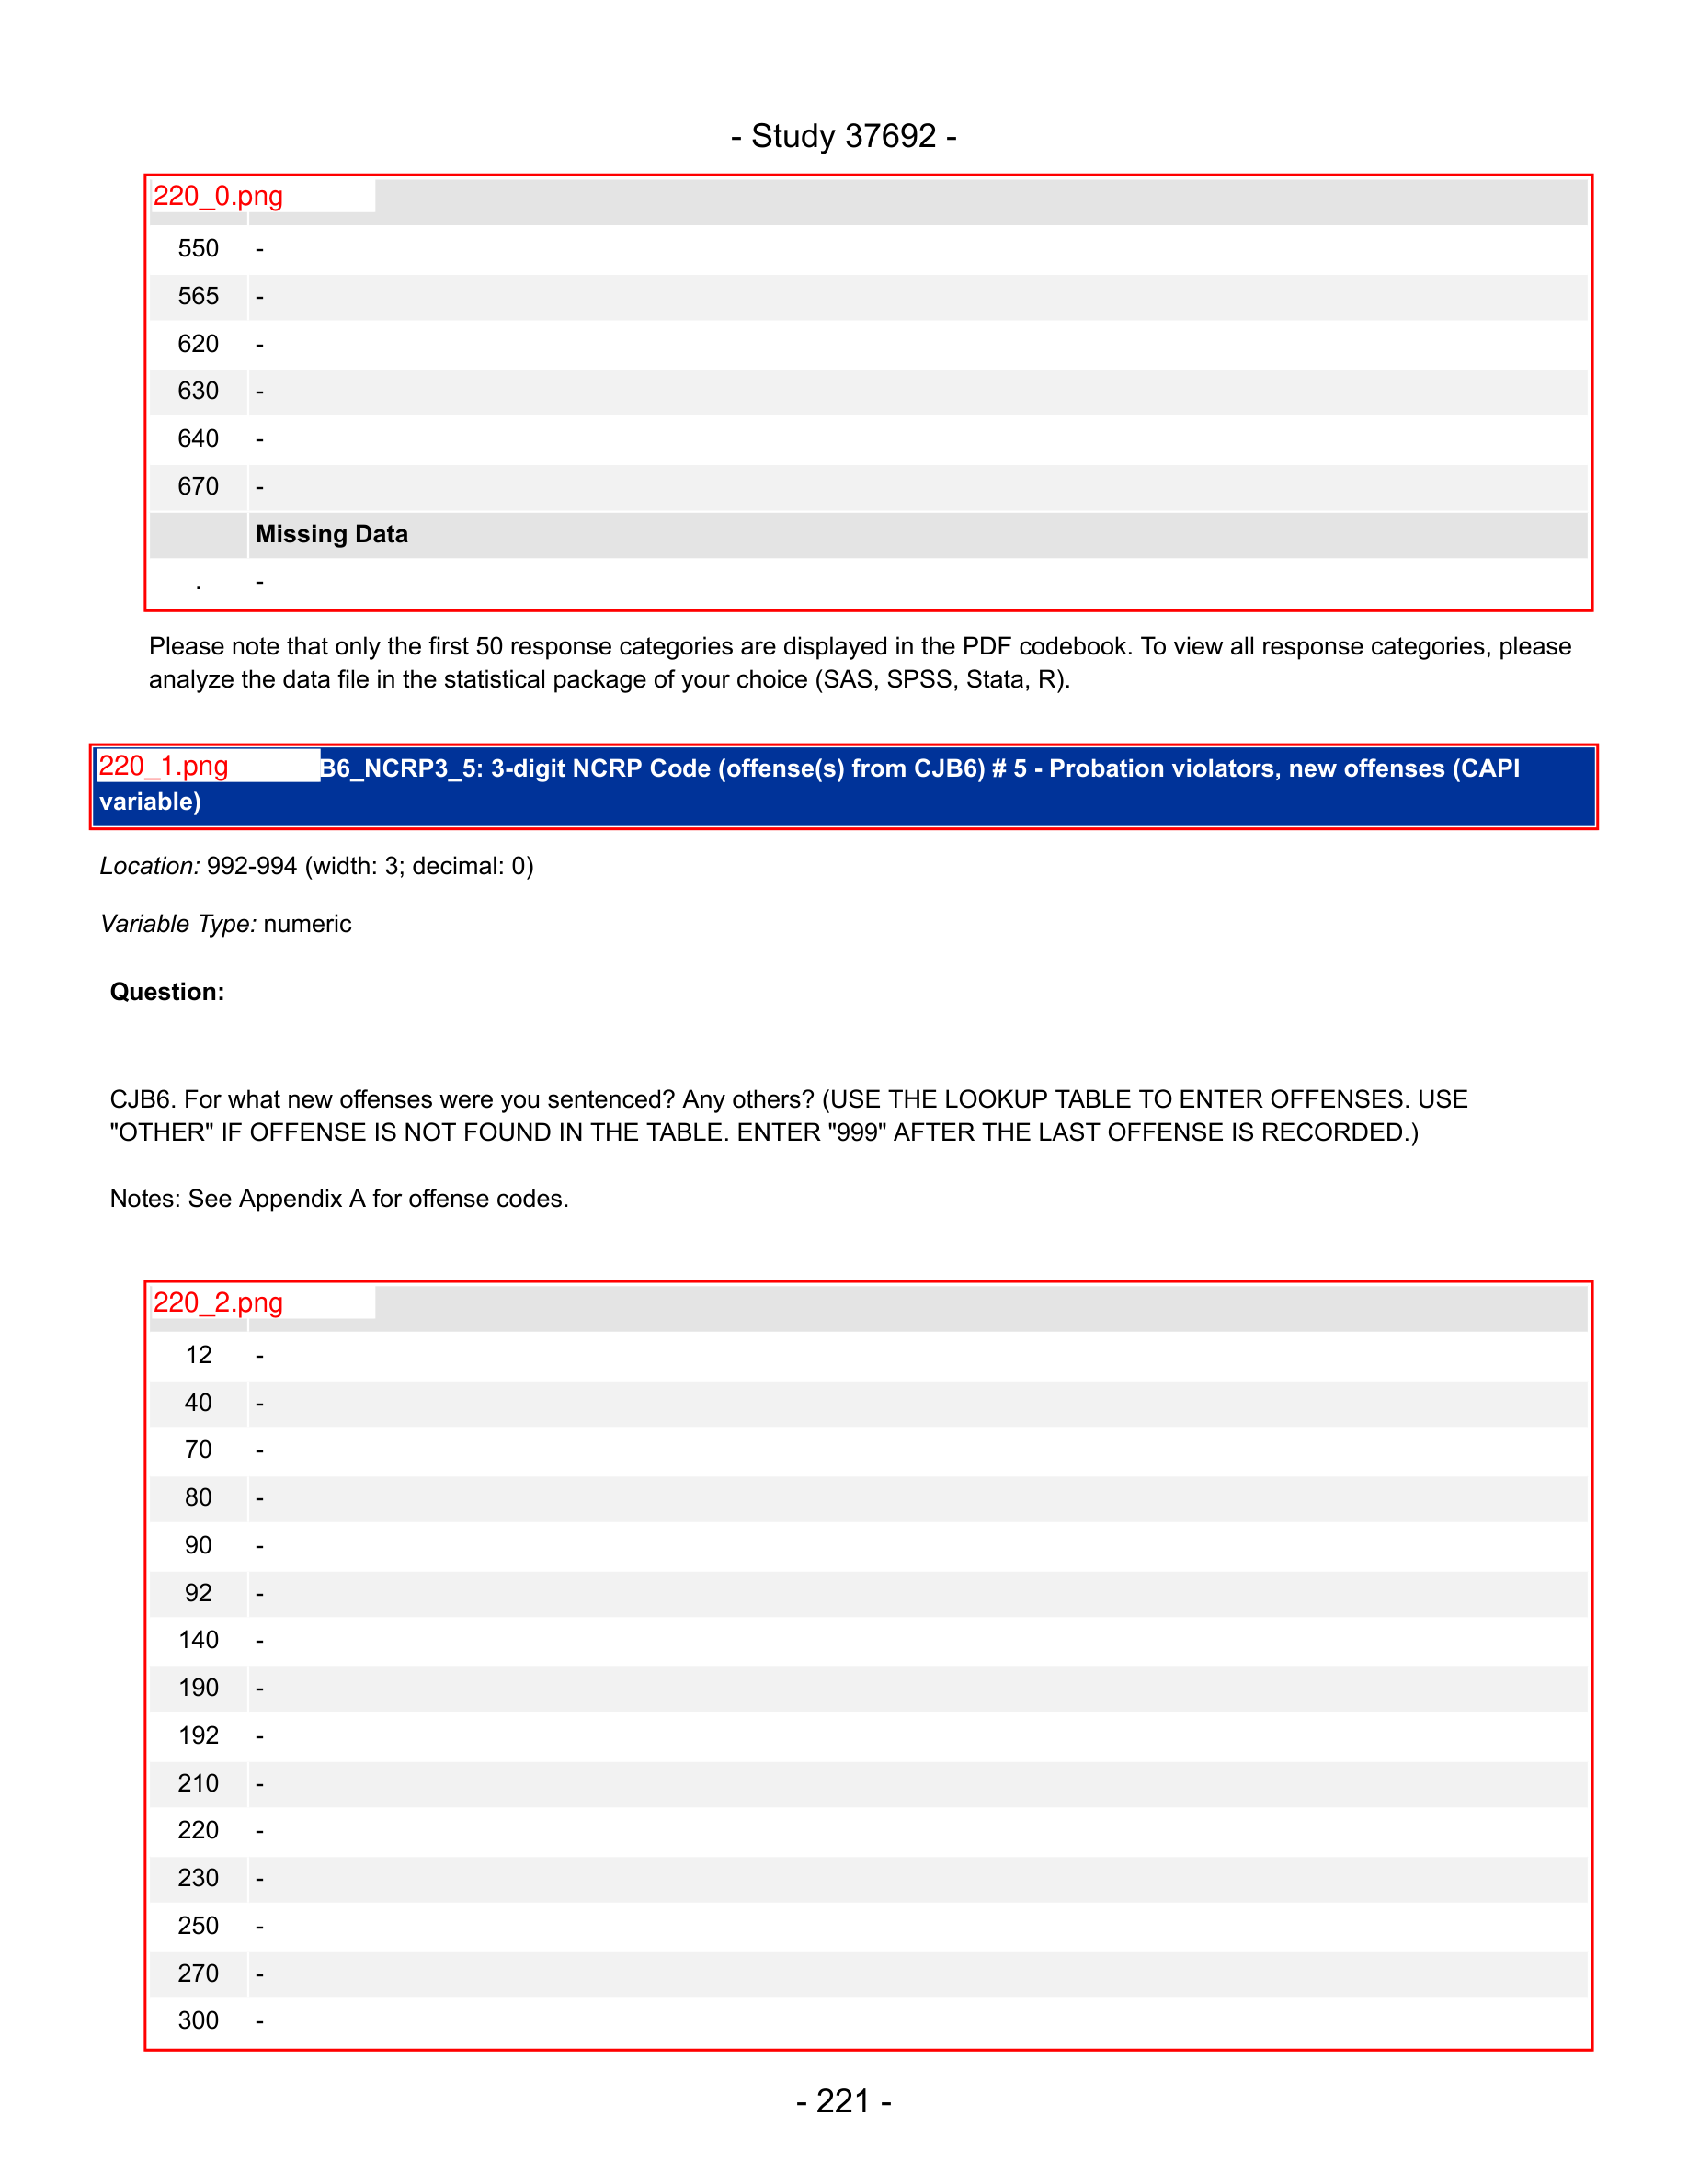 - Study 37692 -
220_0.png
550 -
565 -
620 -
630 -
640 -
670 -
Missing Data
. -
Please note that only the first 50 response categories are displayed in the PDF codebook. To view all response categories, please
analyze the data file in the statistical package of your choice (SAS, SPSS, Stata, R).
220_1.png B6_NCRP3_5: 3-digit NCRP Code (offense(s) from CJB6) # 5 - Probation violators, new offenses (CAPI
variable)
Location: 992-994 (width: 3; decimal: 0)
Variable Type: numeric
Question:
CJB6. For what new offenses were you sentenced? Any others? (USE THE LOOKUP TABLE TO ENTER OFFENSES. USE
"OTHER" IF OFFENSE IS NOT FOUND IN THE TABLE. ENTER "999" AFTER THE LAST OFFENSE IS RECORDED.)
Notes: See Appendix A for offense codes.
220_2.png
12 -
40 -
70 -
80 -
90 -
92 -
140 -
190 -
192 -
210 -
220 -
230 -
250 -
270 -
300 -
- 221 -